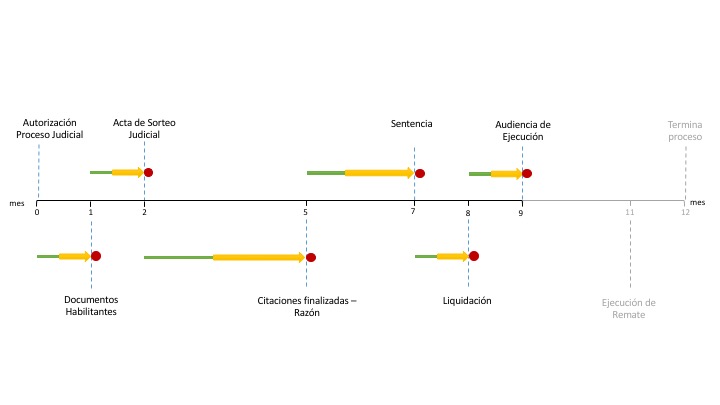 Autorización
Proceso Judicial
Acta de Sorteo
Judicial
Sentencia
Audiencia de
Ejecución
Termina
proceso
mes
mes
0
1
2
5
7
8
9
11
12
Documentos
Habilitantes
Citaciones finalizadas –
Razón
Liquidación
Ejecución de
Remate